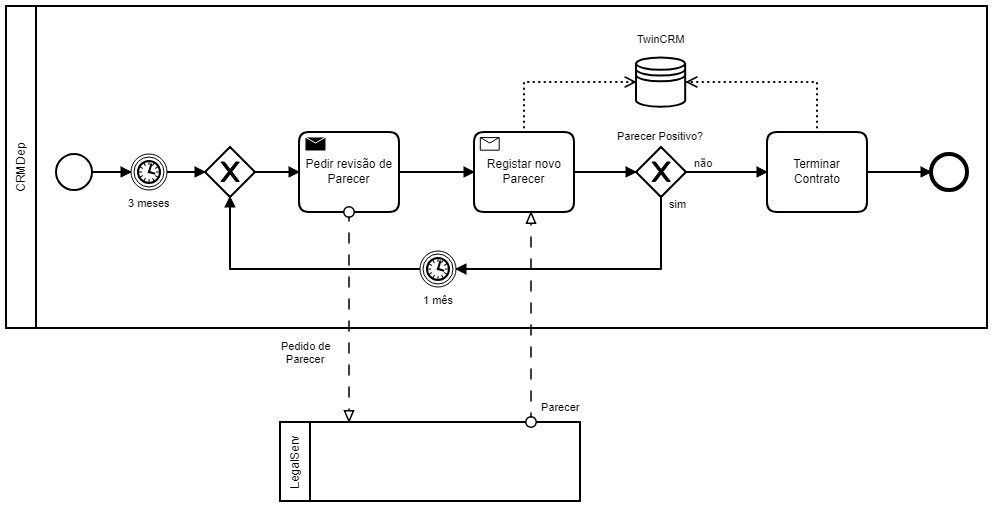 CRMDep
TwinCRM
Parecer Positivo?
Pedir revisão de
Parecer
Registar novo
Parecer
não
Terminar
Contrato
3 meses
sim
1 mês
Pedido de
Parecer
Parecer
LegalServ